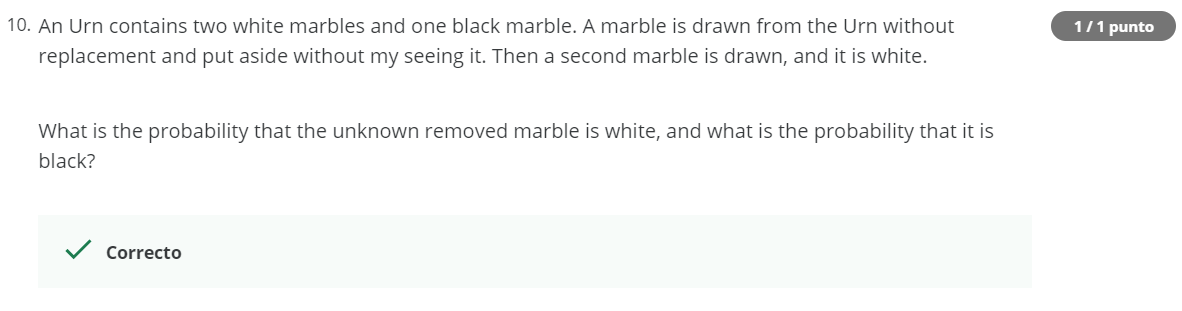 10. An Urn contains two white marbles and one black marble. A marble is drawn from the Urn without
1 / 1 punto
replacement and put aside without my seeing it. Then a second marble is drawn, and it is white.
What is the probability that the unknown removed marble is white, and what is the probability that it is
black?
Correcto